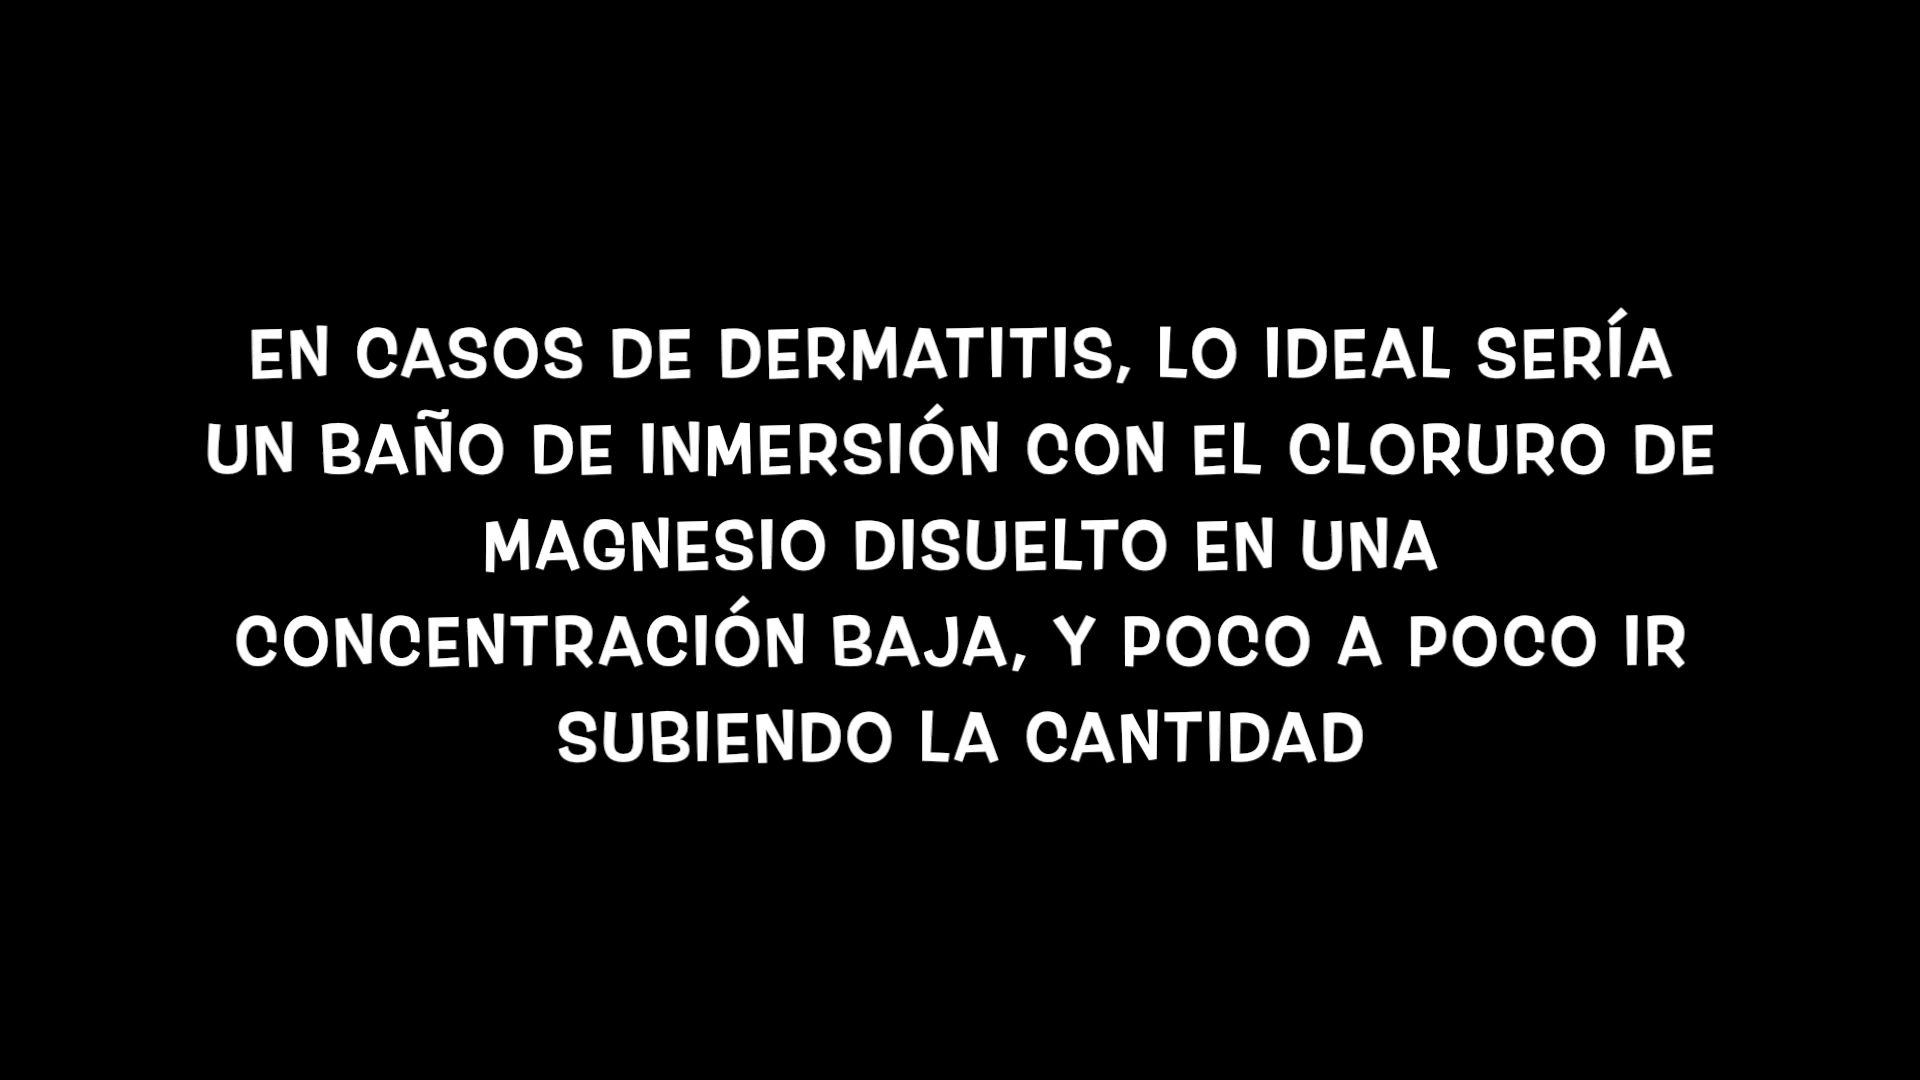 EN CASOS DE DERMATITIS, LO IDEAL SERÍA
UN BAÑO DE INMERSIÓN CON EL CLORURO DE
MAGNESIO DISUELTO EN UNA
CONCENTRACIÓN BAJA, Y POCO A POCO IR
SUBIENDO LA CANTIDAD